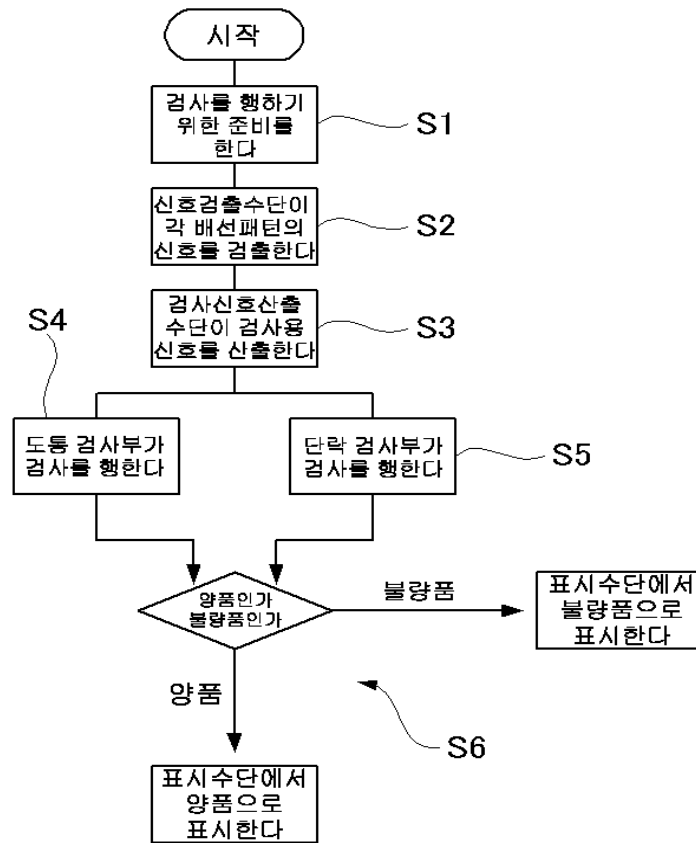 시작
검사를 행하기
위한 준비를
한다
S1
신호검출수단이
각 배선패턴의
신호를 검출한다
S2
검사신호산출
수단이 검사용
신호를 산출한다
S3
S4
도통 검사부가
검사를 행한다
단락 검사부가
검사를 행한다
S5
양품인가
불량품인가
불량품
표시수단에서
불량품으로
표시한다
양품
S6
표시수단에서
양품으로
표시한다